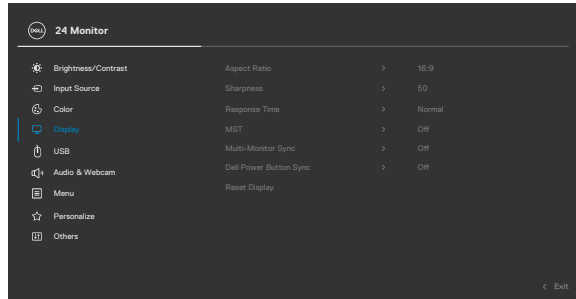 DELL 24 Monitor
Brightness/Contrast Aspect Ratio > 16:9
Input Source Sharpness > 50
Color Response Time > Normal
Display MST > Off
USB Multi-Monitor Sync > Off
Audio & Webcam Dell Power Button Sync > Off
Menu Reset Display
Personalize
Others
< Exit